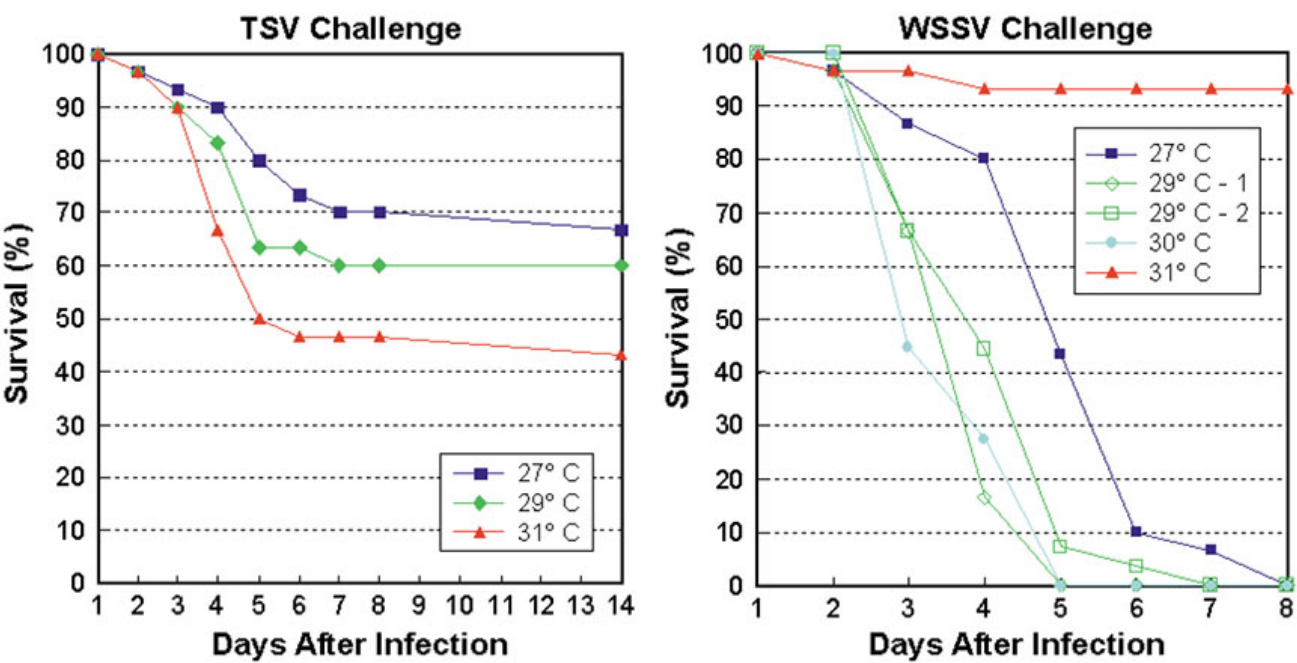 TSV Challenge
Survival (%)
100
90
80
70
60
50
40
30
20
10
0
27° C
29° C
31° C
1 2 3 4 5 6 7 8 9 10 11 12 13 14
Days After Infection
WSSV Challenge
Survival (%)
100
90
80
70
60
50
40
30
20
10
0
27° C
29° C - 1
29° C - 2
30° C
31° C
1 2 3 4 5 6 7 8
Days After Infection